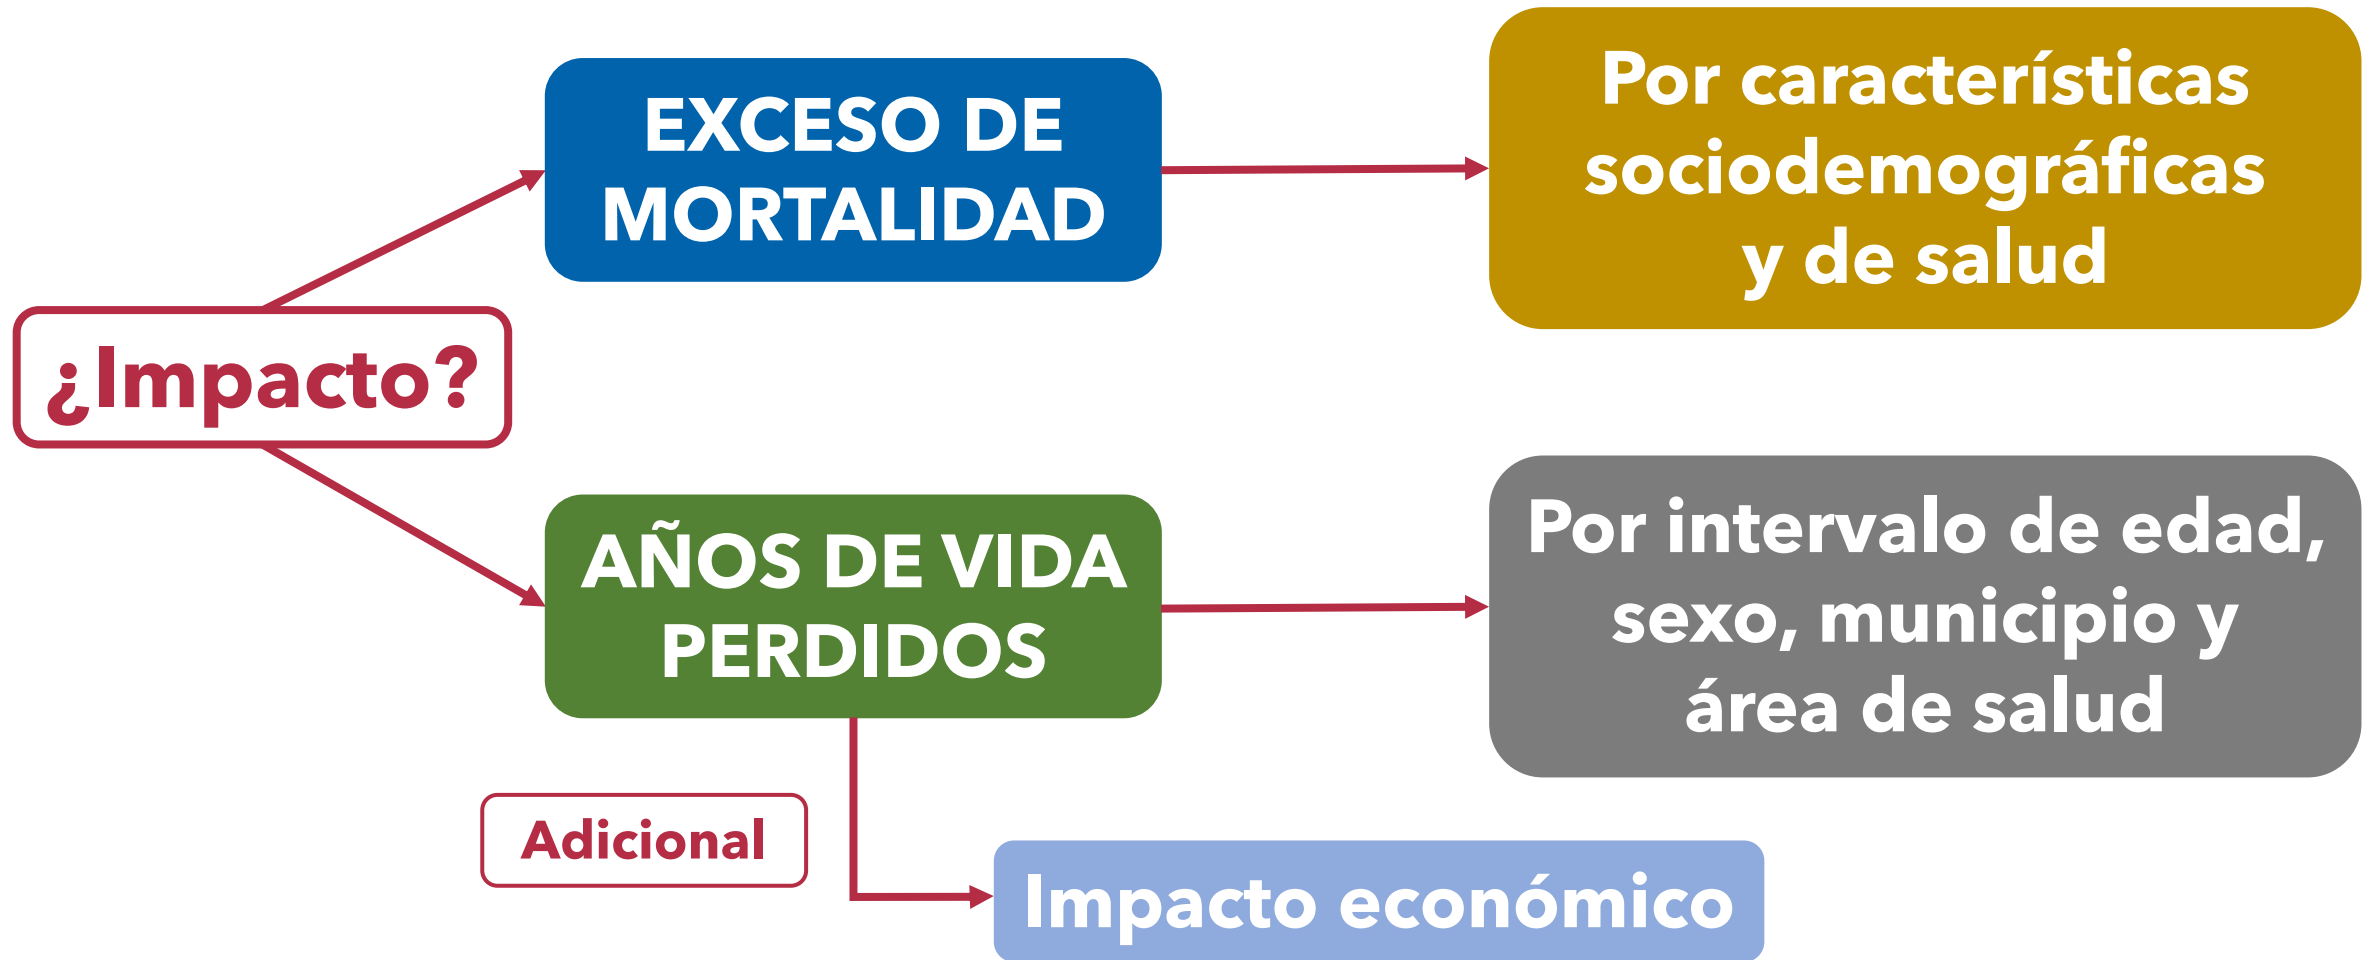 EXCESO DE
MORTALIDAD
Por características
sociodemográficas
y de salud
¿Impacto?
AÑOS DE VIDA
PERDIDOS
Por intervalo de edad,
sexo, municipio y
área de salud
Adicional
Impacto económico